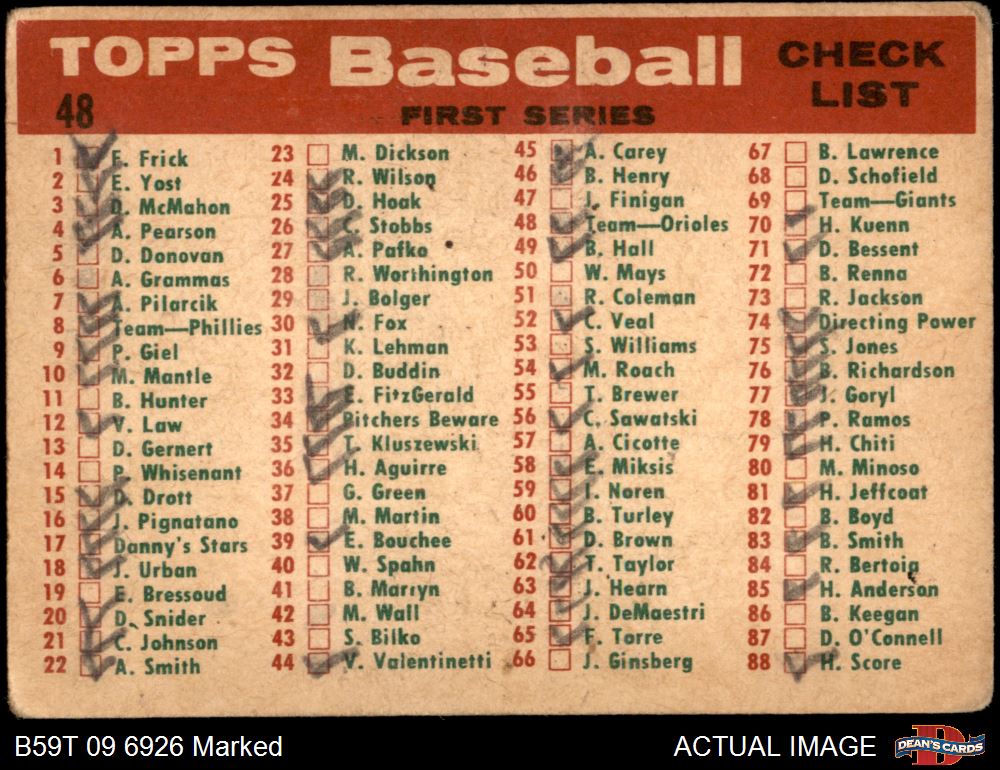 TOPPS Baseball CHECK LIST
48 FIRST SERIES
1 F. Frick
2 E. Yost
3 D. McMahon
4 A. Pearson
5 D. Donovan
6 A. Grammas
7 A. Pilarcik
8 Team—Phillies
9 P. Giel
10 M. Mantle
11 B. Hunter
12 V. Law
13 D. Gernert
14 P. Whisenant
15 D. Drott
16 J. Pignatano
17 Danny's Stars
18 J. Urban
19 E. Bressoud
20 D. Snider
21 C. Johnson
22 A. Smith
23 M. Dickson
24 R. Wilson
25 D. Hoak
26 C. Stobbs
27 A. Pafko
28 R. Worthington
29 J. Bolger
30 N. Fox
31 K. Lehman
32 D. Buddin
33 E. FitzGerald
34 Pitchers Beware
35 T. Kluszewski
36 H. Aguirre
37 G. Green
38 M. Martin
39 E. Bouchee
40 W. Spahn
41 B. Martyn
42 M. Wall
43 S. Bilko
44 V. Valentinetti
45 A. Carey
46 B. Henry
47 J. Finigan
48 Team—Orioles
49 B. Hall
50 W. Mays
51 R. Coleman
52 C. Veal
53 S. Williams
54 M. Roach
55 T. Brewer
56 C. Sawatski
57 A. Cicotte
58 E. Miksis
59 I. Noren
60 B. Turley
61 D. Brown
62 T. Taylor
63 J. Hearn
64 J. DeMaestri
65 F. Torre
66 J. Ginsberg
67 B. Lawrence
68 D. Schofield
69 Team—Giants
70 H. Kuenn
71 D. Bessent
72 B. Renna
73 R. Jackson
74 Directing Power
75 S. Jones
76 B. Richardson
77 J. Goryl
78 P. Ramos
79 H. Chiti
80 M. Minoso
81 H. Jeffcoat
82 B. Boyd
83 B. Smith
84 R. Bertoia
85 H. Anderson
86 B. Keegan
87 D. O'Connell
88 H. Score
B59T 09 6926 Marked
ACTUAL IMAGE
DEAN'S CARDS